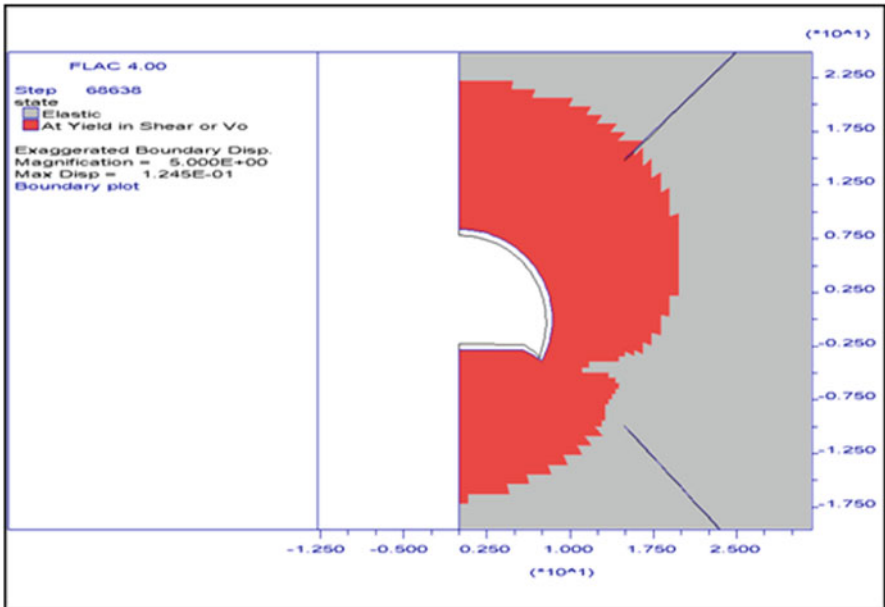 (*10^1)
FLAC 4.00
Step 68638
state
Elastic
At Yield in Shear or Vo
Exaggerated Boundary Disp.
Magnification = 5.000E+00
Max Disp = 1.245E-01
Boundary plot
2.250
1.750
1.250
0.750
0.250
-0.250
-0.750
-1.250
-1.750
-1.250 -0.500 0.250 1.000 1.750 2.500
(*10^1)